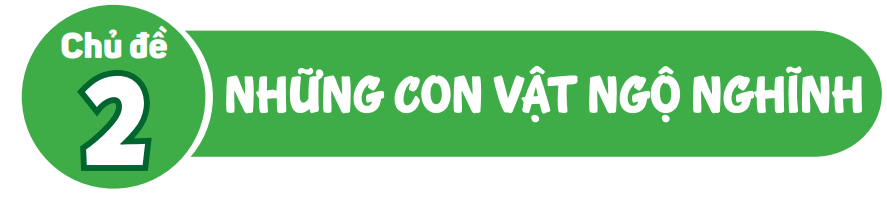 Chủ đề
2
NHỮNG CON VẬT NGỘ NGHĨNH